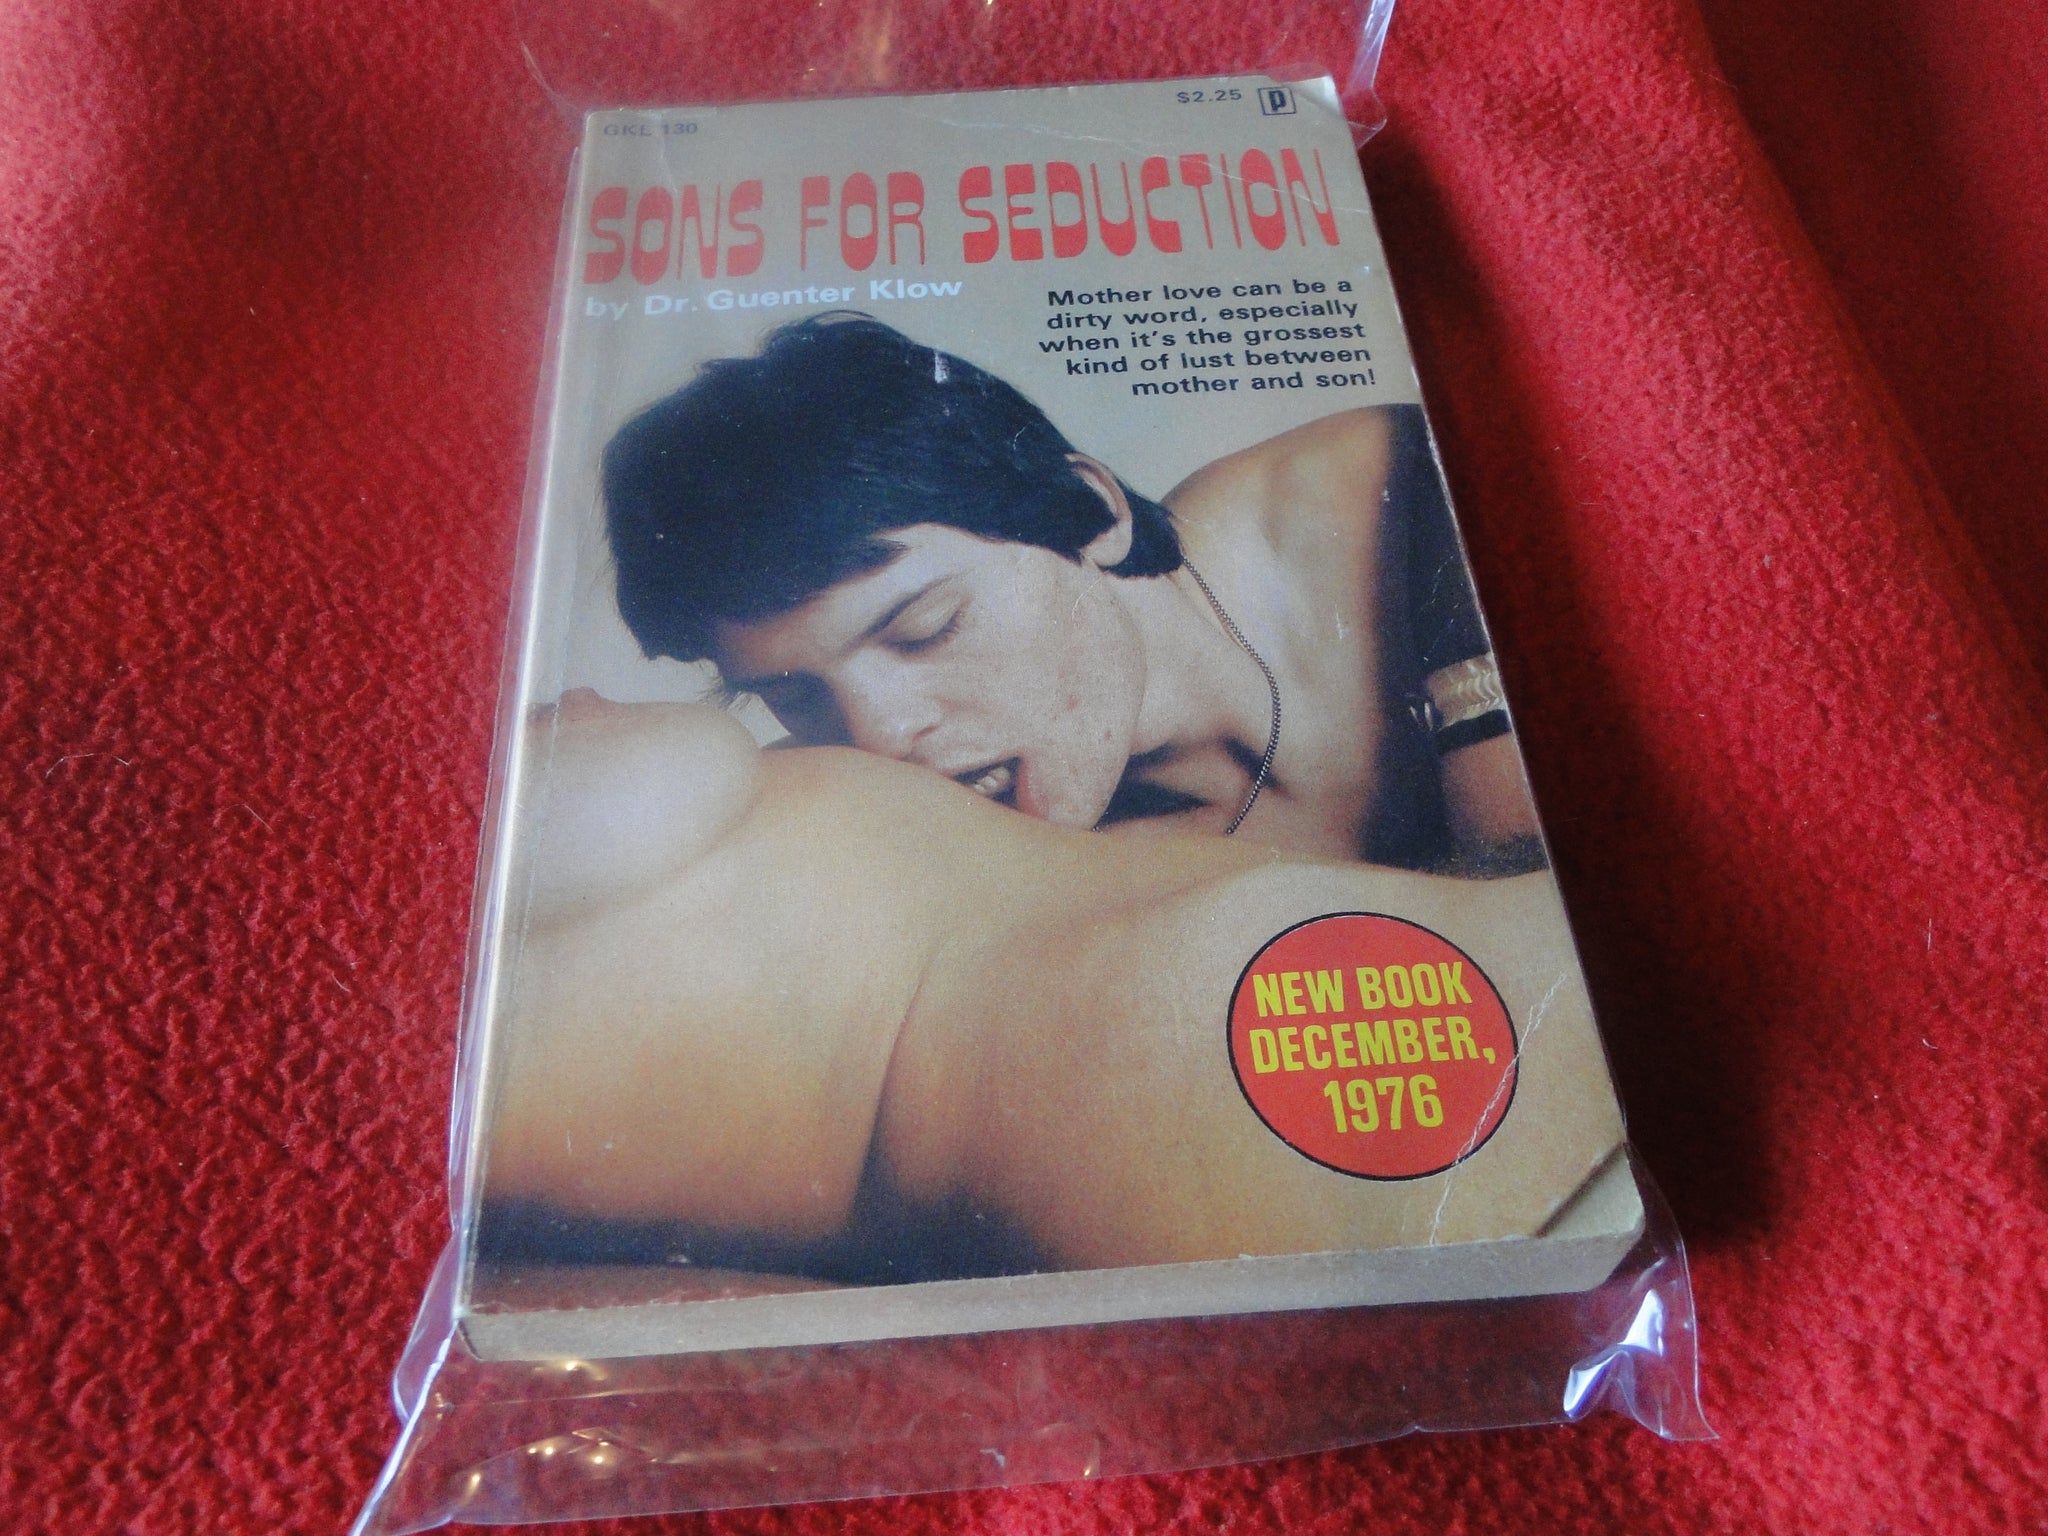 GKE 130
$2.25 p
SONS FOR SEDUCTION
by Dr. Guenter Klow
Mother love can be a
dirty word, especially
when it's the grossest
kind of lust between
mother and son!
NEW BOOK
DECEMBER,
1976